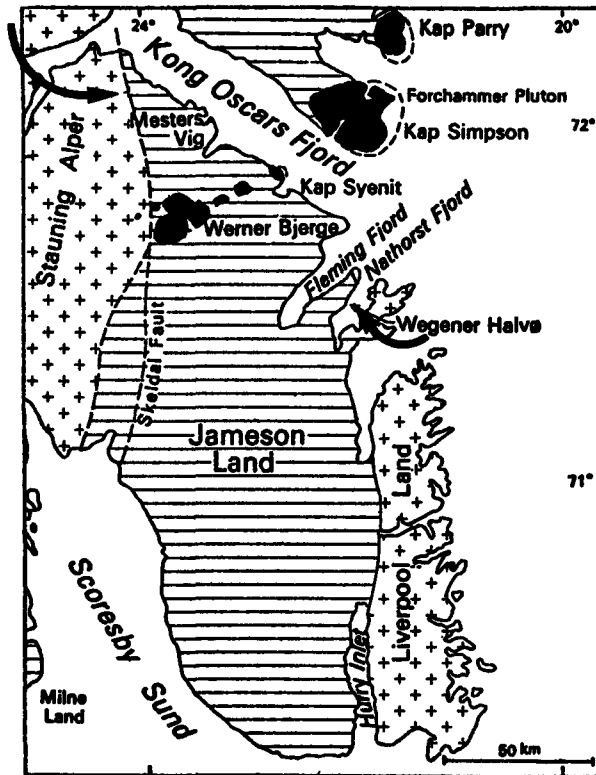 24°
20°
Kap Parry
Kong Oscars Fjord
Forchammer Pluton
Kap Simpson
72°
Mesters
Vig
Stauning Alper
Kap Syenit
Werner Bjerge
Fleming Fjord
Nathorst Fjord
Wegener Halvø
Skeldal Fault
Jameson
Land
71°
Liverpool Land
Scoresby Sund
Hurry Inlet
Milne
Land
50 km